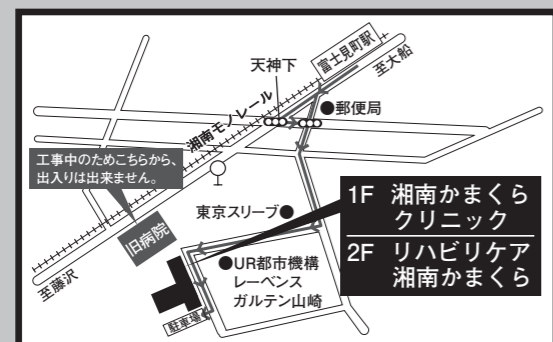 富士見町駅
至大船
天神下
●郵便局
湘南モノレール
工事中のためこちらから、
出入りは出来ません。
旧病院
至藤沢
東京スリーブ●
1F 湘南かまくら
クリニック
2F リハビリケア
湘南かまくら
●UR都市機構
レーベンス
ガルテン山崎
駐車場